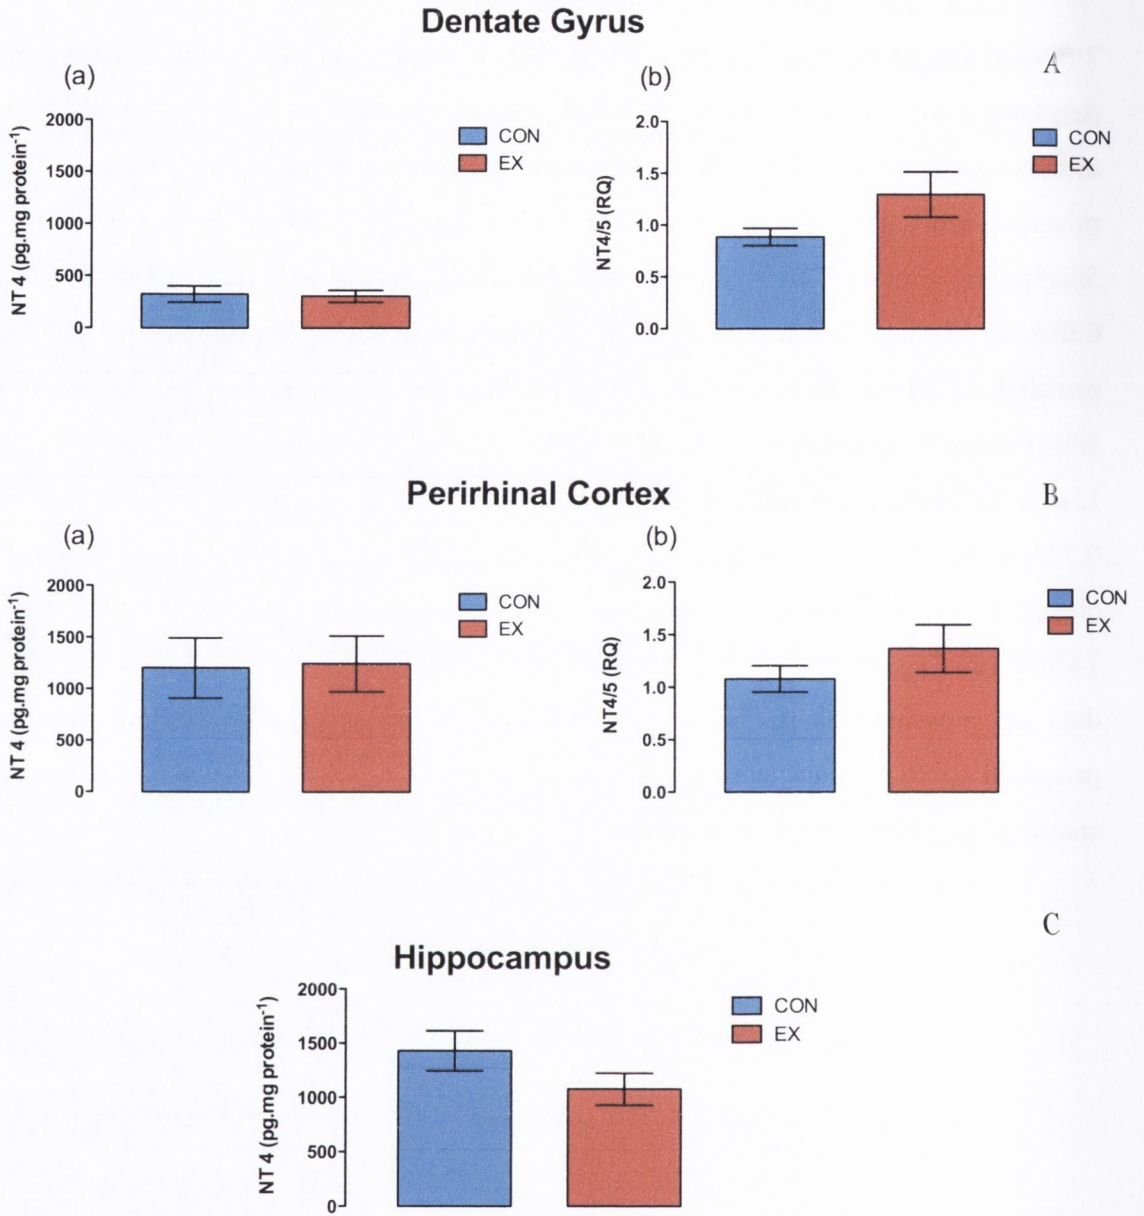 Dentate Gyrus
A
(a)
NT 4 (pg.mg protein⁻¹)
2000
1500
1000
500
0
CON
EX
(b)
NT4/5 (RQ)
2.0
1.5
1.0
0.5
0.0
CON
EX
Perirhinal Cortex
B
(a)
NT 4 (pg.mg protein⁻¹)
2000
1500
1000
500
0
CON
EX
(b)
NT4/5 (RQ)
2.0
1.5
1.0
0.5
0.0
CON
EX
C
Hippocampus
NT 4 (pg.mg protein⁻¹)
2000
1500
1000
500
0
CON
EX